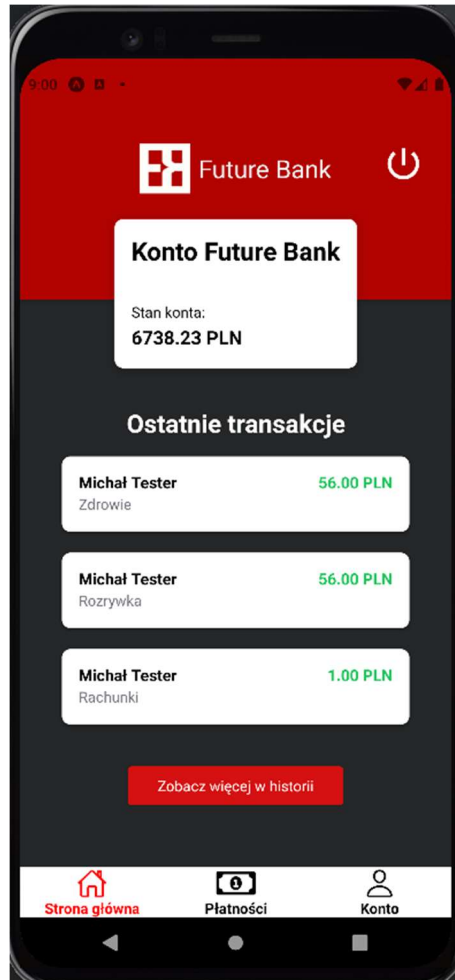 9:00
Future Bank
Konto Future Bank
Stan konta:
6738.23 PLN
Ostatnie transakcje
Michał Tester 56.00 PLN
Zdrowie
Michał Tester 56.00 PLN
Rozrywka
Michał Tester 1.00 PLN
Rachunki
Zobacz więcej w historii
Strona główna Płatności Konto